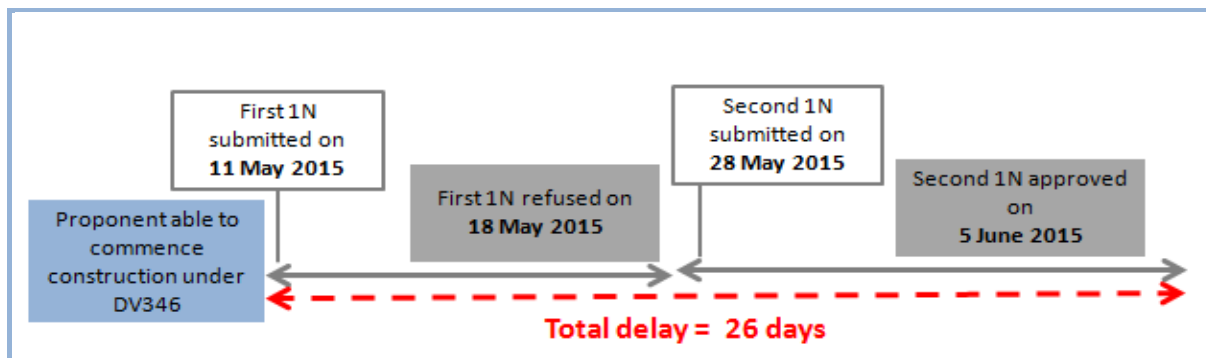 First 1N
submitted on
11 May 2015
Second 1N
submitted on
28 May 2015
First 1N refused on
18 May 2015
Second 1N approved
on
5 June 2015
Proponent able to
commence
construction under
DV346
Total delay = 26 days